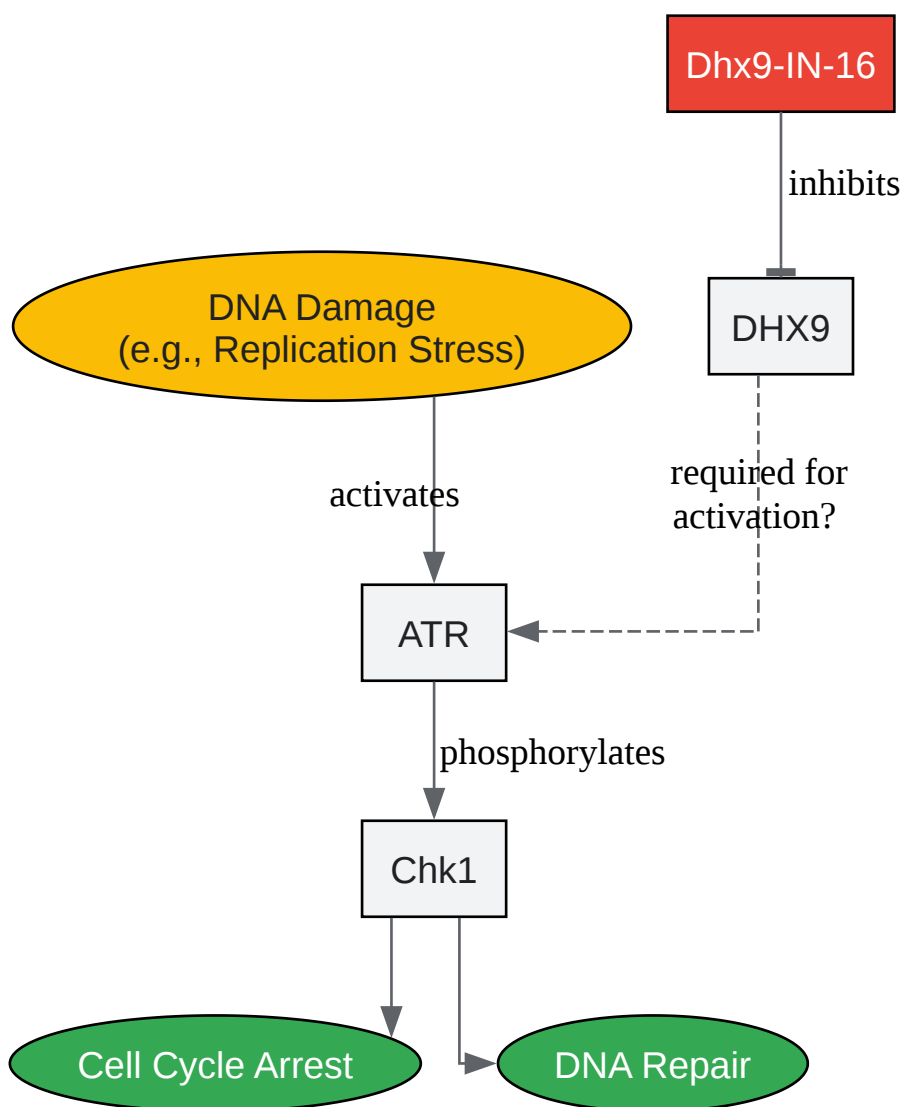 Dhx9-IN-16
inhibits
DNA Damage
(e.g., Replication Stress)
DHX9
required for
activation?
activates
ATR
phosphorylates
Chk1
Cell Cycle Arrest
DNA Repair